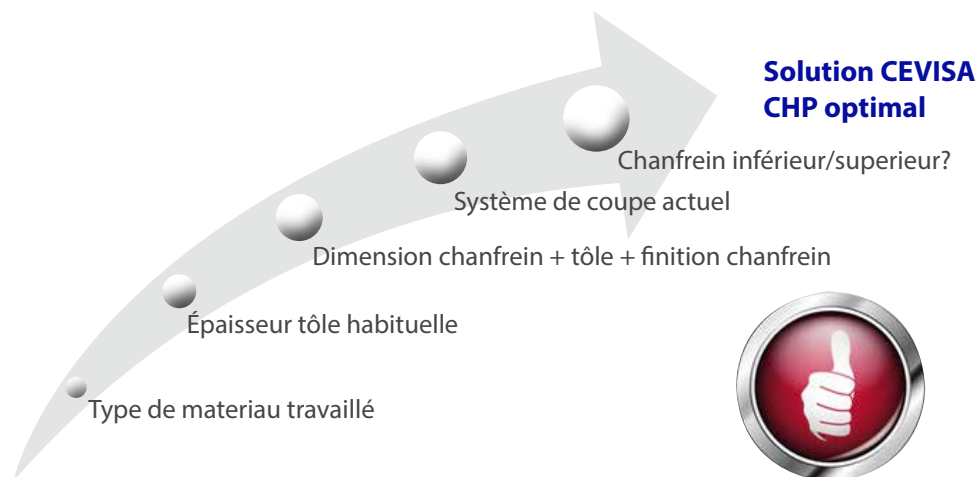 Solution CEVISA
CHP optimal
Chanfrein inférieur/superieur?
Système de coupe actuel
Dimension chanfrein + tôle + finition chanfrein
Épaisseur tôle habituelle
Type de materiau travaillé